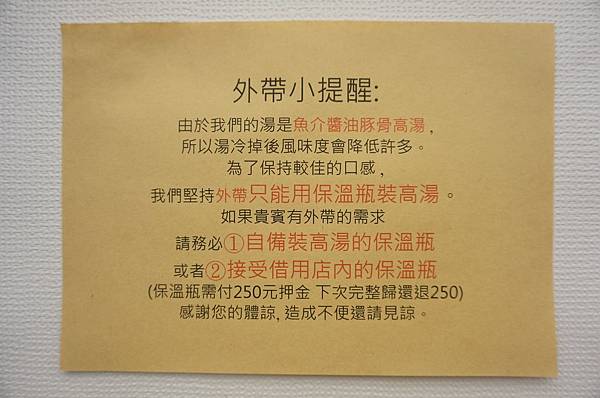 外帶小提醒:
由於我們的湯是魚介醬油豚骨高湯,
所以湯冷掉後風味度會降低許多。
為了保持較佳的口感,
我們堅持外帶只能用保溫瓶裝高湯。
如果貴賓有外帶的需求
請務必①自備裝高湯的保溫瓶
或者②接受借用店內的保溫瓶
(保溫瓶需付250元押金 下次完整歸還退250)
感謝您的體諒, 造成不便還請見諒。